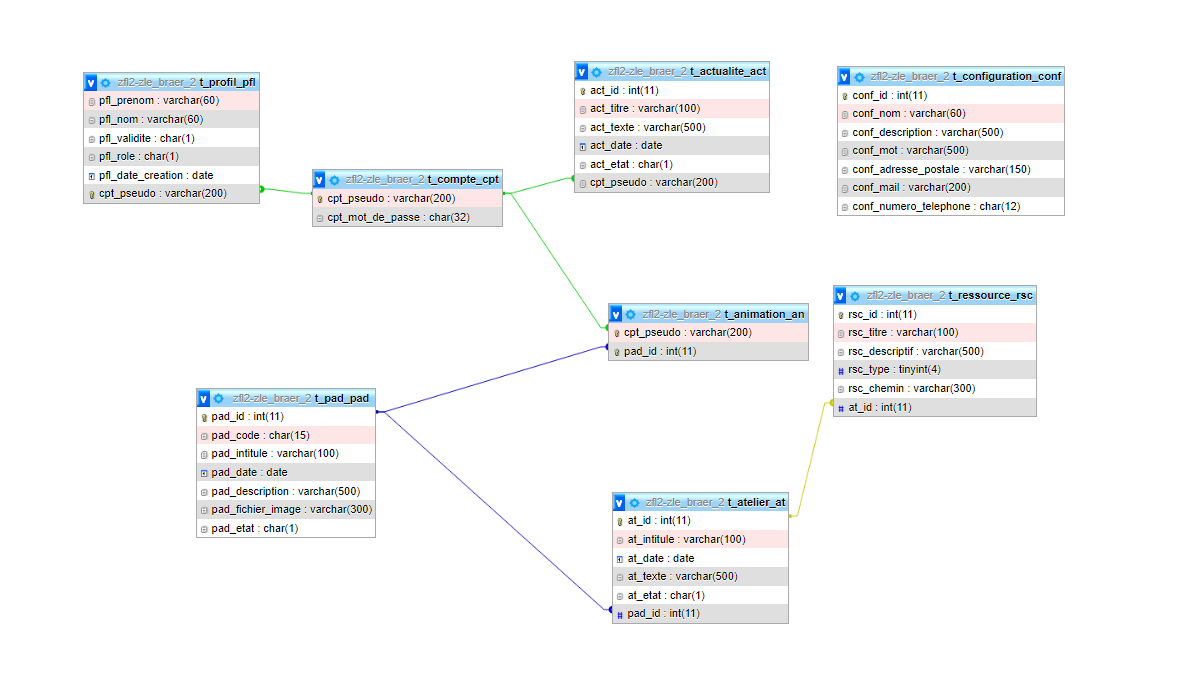 v zfl2-zle_braer_2 t_profil_pfl
pfl_prenom : varchar(60)
pfl_nom : varchar(60)
pfl_validite : char(1)
pfl_role : char(1)
pfl_date_creation : date
cpt_pseudo : varchar(200)
v zfl2-zle_braer_2 t_compte_cpt
cpt_pseudo : varchar(200)
cpt_mot_de_passe : char(32)
v zfl2-zle_braer_2 t_actualite_act
act_id : int(11)
act_titre : varchar(100)
act_texte : varchar(500)
act_date : date
act_etat : char(1)
cpt_pseudo : varchar(200)
v zfl2-zle_braer_2 t_configuration_conf
conf_id : int(11)
conf_nom : varchar(60)
conf_description : varchar(500)
conf_mot : varchar(500)
conf_adresse_postale : varchar(150)
conf_mail : varchar(200)
conf_numero_telephone : char(12)
v zfl2-zle_braer_2 t_animation_an
cpt_pseudo : varchar(200)
pad_id : int(11)
v zfl2-zle_braer_2 t_ressource_rsc
rsc_id : int(11)
rsc_titre : varchar(100)
rsc_descriptif : varchar(500)
# rsc_type : tinyint(4)
rsc_chemin : varchar(300)
# at_id : int(11)
v zfl2-zle_braer_2 t_pad_pad
pad_id : int(11)
pad_code : char(15)
pad_intitule : varchar(100)
pad_date : date
pad_description : varchar(500)
pad_fichier_image : varchar(300)
pad_etat : char(1)
v zfl2-zle_braer_2 t_atelier_at
at_id : int(11)
at_intitule : varchar(100)
at_date : date
at_texte : varchar(500)
at_etat : char(1)
# pad_id : int(11)